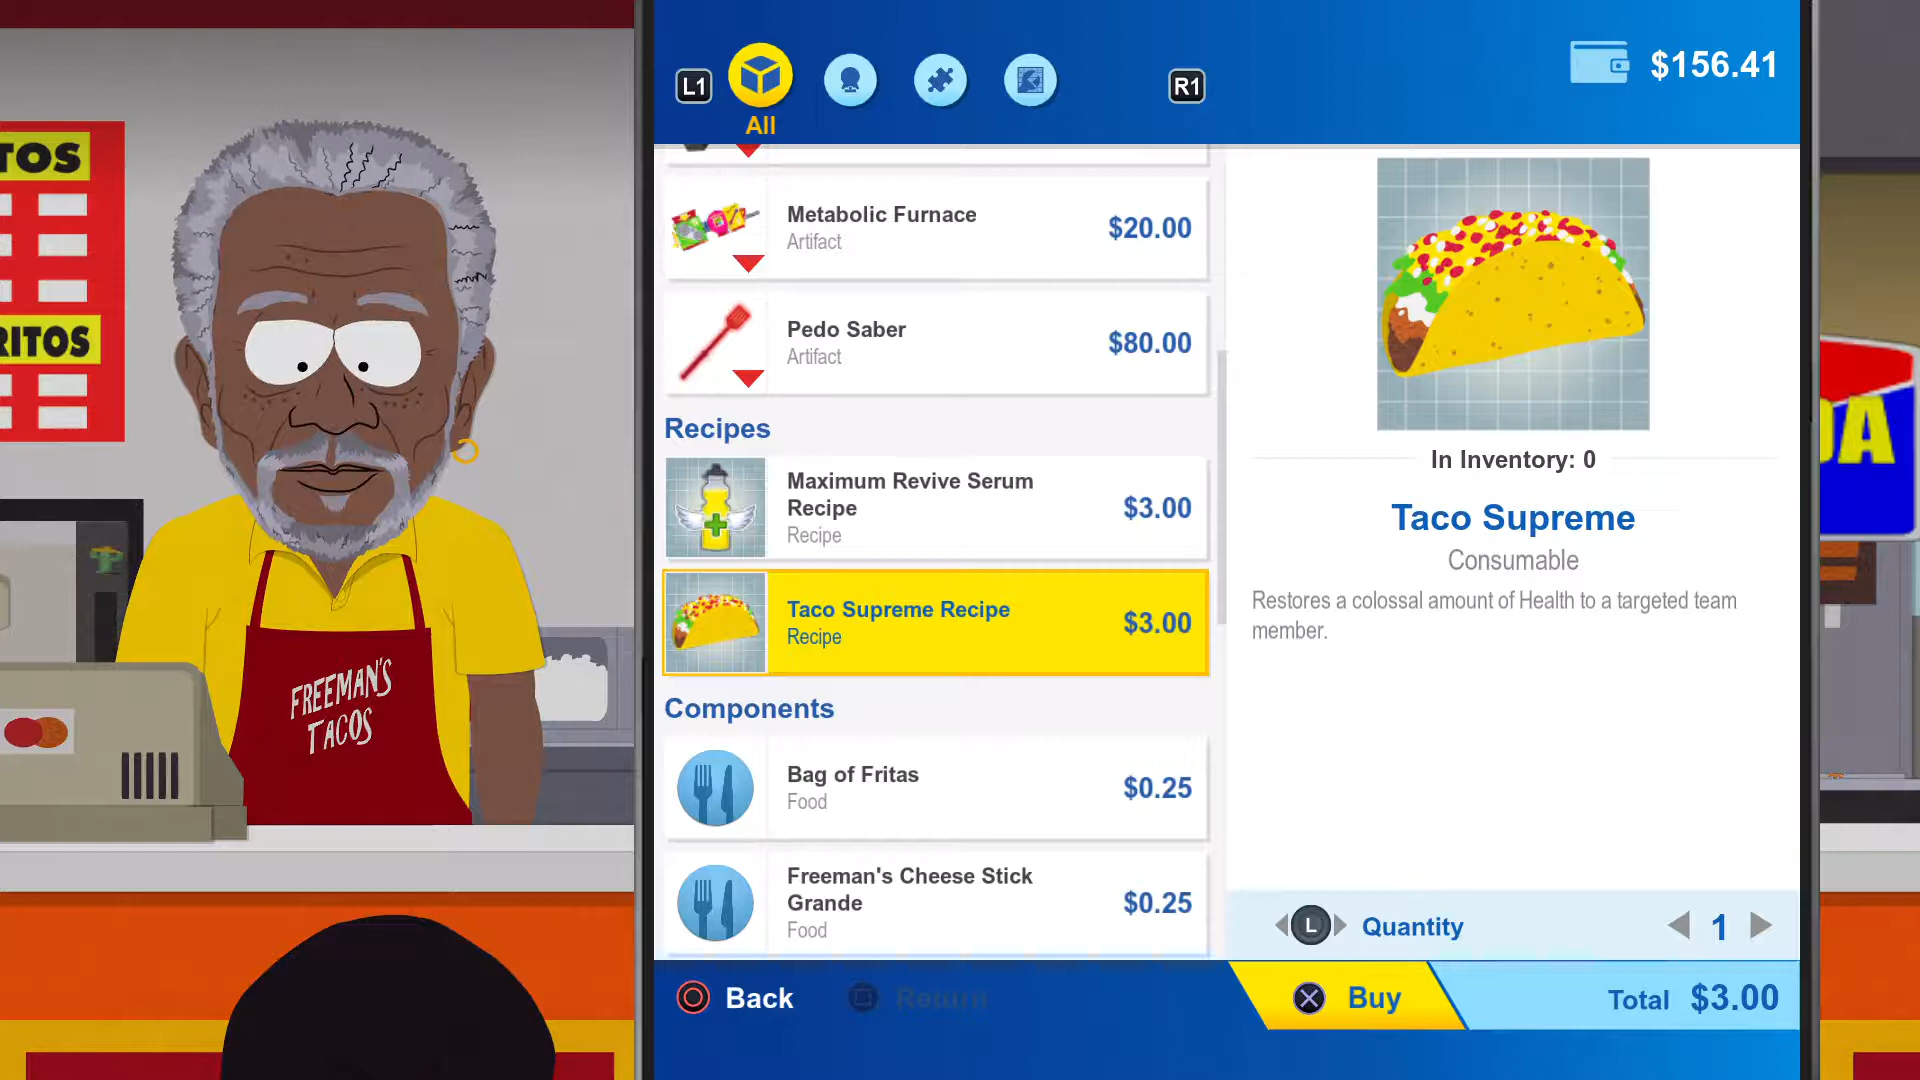 L1
All
R1
$156.41
TOS
RITOS
Metabolic Furnace
Artifact
$20.00
Pedo Saber
Artifact
$80.00
Recipes
Maximum Revive Serum
Recipe
Recipe
$3.00
Taco Supreme Recipe
Recipe
$3.00
Components
Bag of Fritas
Food
$0.25
Freeman's Cheese Stick
Grande
Food
$0.25
In Inventory: 0
Taco Supreme
Consumable
Restores a colossal amount of Health to a targeted team
member.
L Quantity 1
Back
Return
Buy
Total $3.00
FREEMAN'S
TACOS
DA